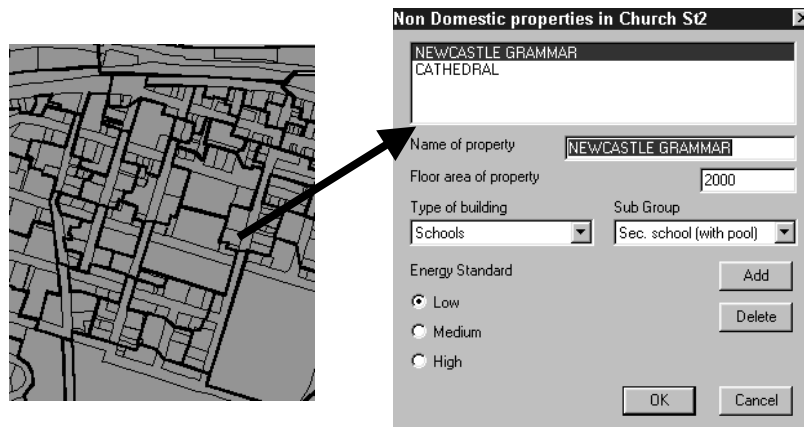 Non Domestic properties in Church St2
NEWCASTLE GRAMMAR
CATHEDRAL
Name of property NEWCASTLE GRAMMAR
Floor area of property 2000
Type of building Sub Group
Schools Sec. school (with pool)
Energy Standard
Add
Low
Delete
Medium
High
OK Cancel